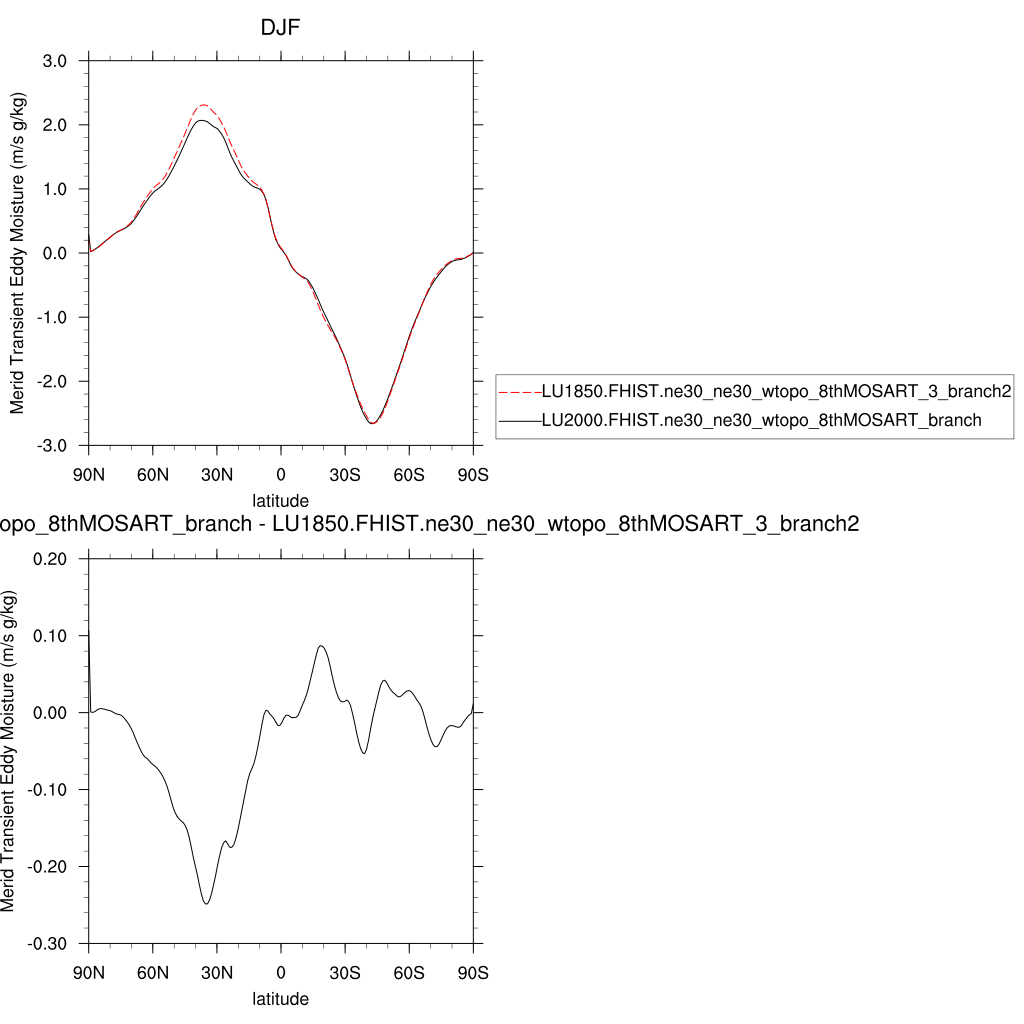 DJF
Merid Transient Eddy Moisture (m/s g/kg)
3.0
2.0
1.0
0.0
-1.0
-2.0
-3.0
90N 60N 30N 0 30S 60S 90S
latitude
LU1850.FHIST.ne30_ne30_wtopo_8thMOSART_3_branch2
LU2000.FHIST.ne30_ne30_wtopo_8thMOSART_branch
opo_8thMOSART_branch - LU1850.FHIST.ne30_ne30_wtopo_8thMOSART_3_branch2
Merid Transient Eddy Moisture (m/s g/kg)
0.20
0.10
0.00
-0.10
-0.20
-0.30
90N 60N 30N 0 30S 60S 90S
latitude